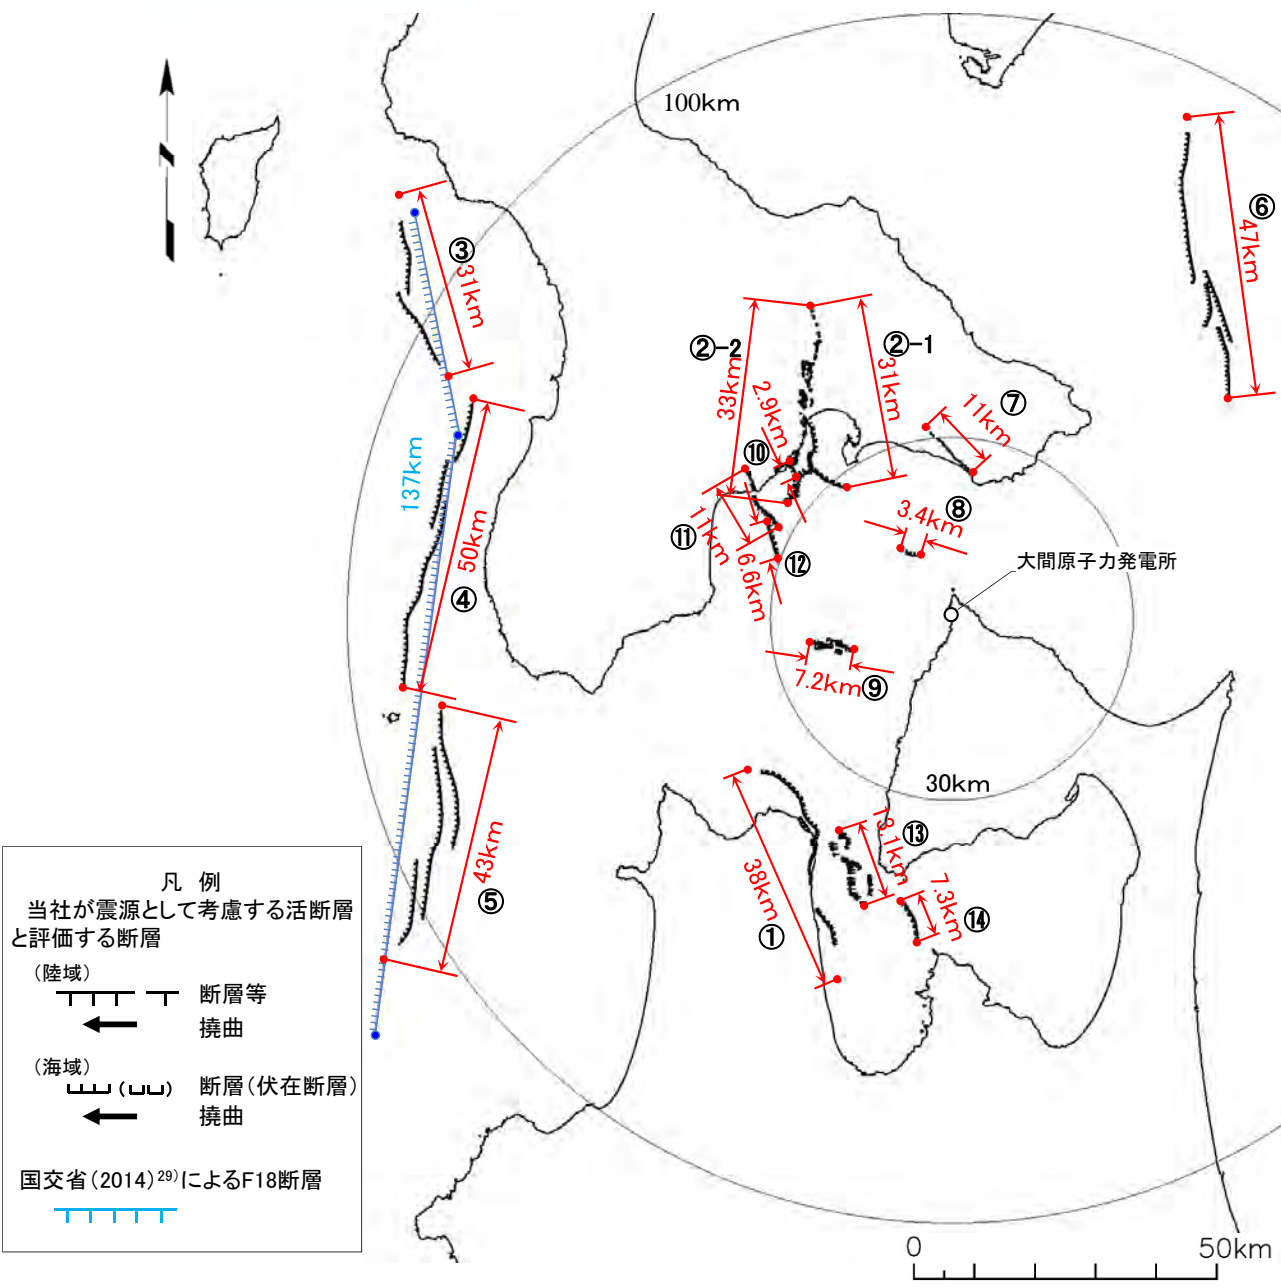 100km
③
31km
⑥
47km
②-2
②-1
33km
31km
2.9km
⑦
11km
⑩
137km
50km
④
⑪
11km
6.6km
⑫
⑧
3.4km
大間原子力発電所
7.2km
⑨
30km
43km
⑤
38km
①
13.1km
⑬
7.3km
⑭
凡 例
当社が震源として考慮する活断層
と評価する断層
(陸域)
断層等
撓曲
(海域)
( ) 断層(伏在断層)
撓曲
国交省(2014)29)によるF18断層
0 50km